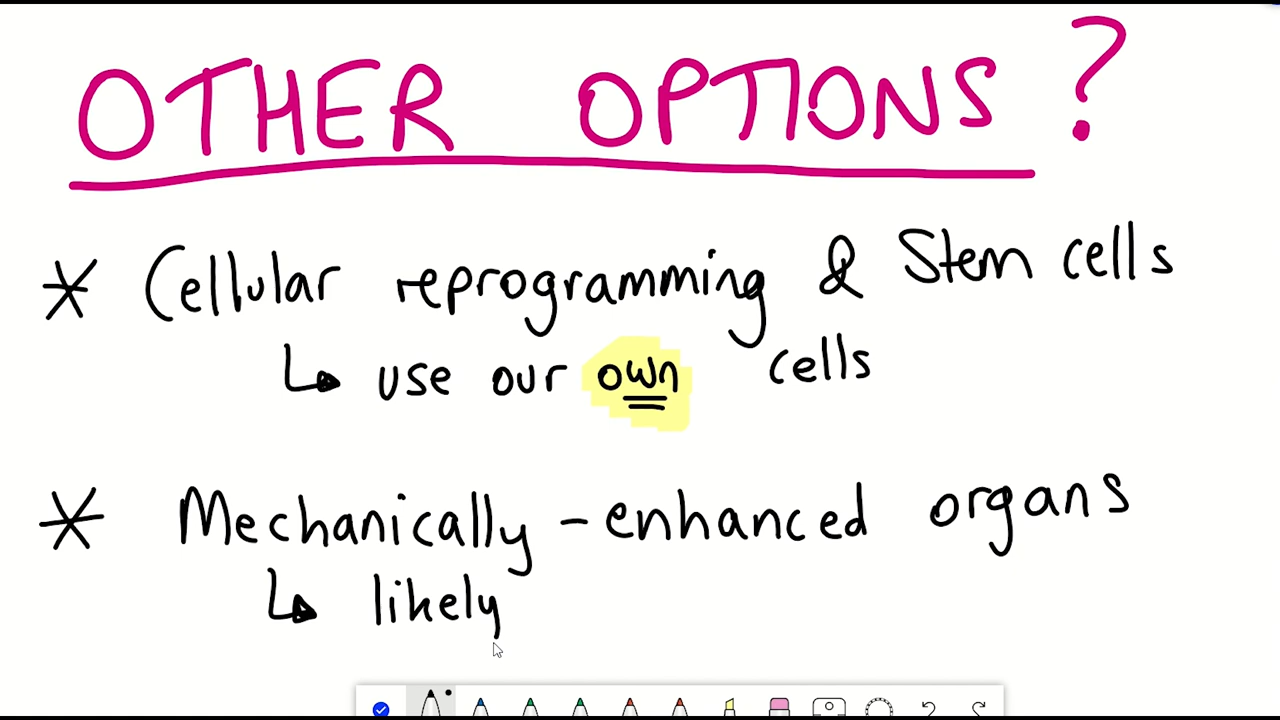 OTHER OPTIONS?
* Cellular reprogramming & Stem cells
↳ use our own cells
* Mechanically-enhanced organs
↳ likely